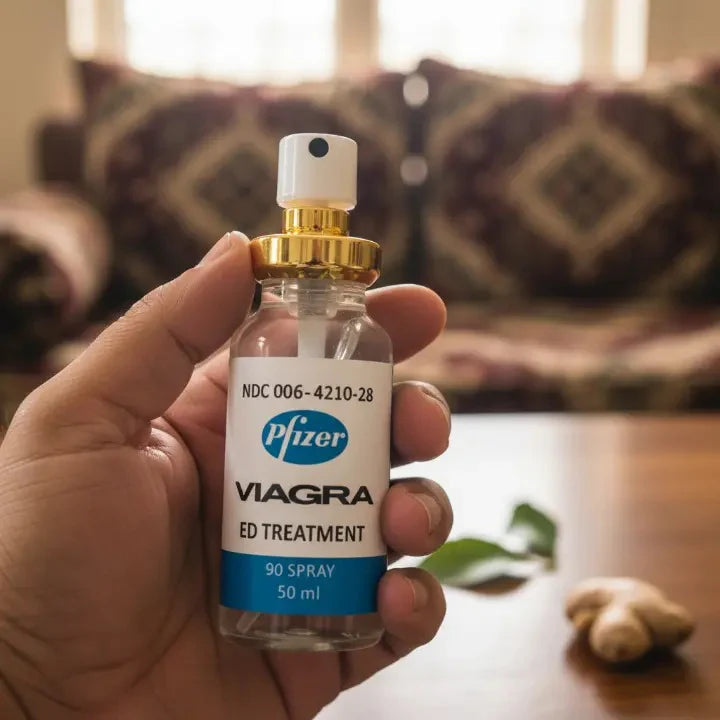 NDC 006-4210-28
Pfizer
VIAGRA
ED TREATMENT
90 SPRAY
50 ml